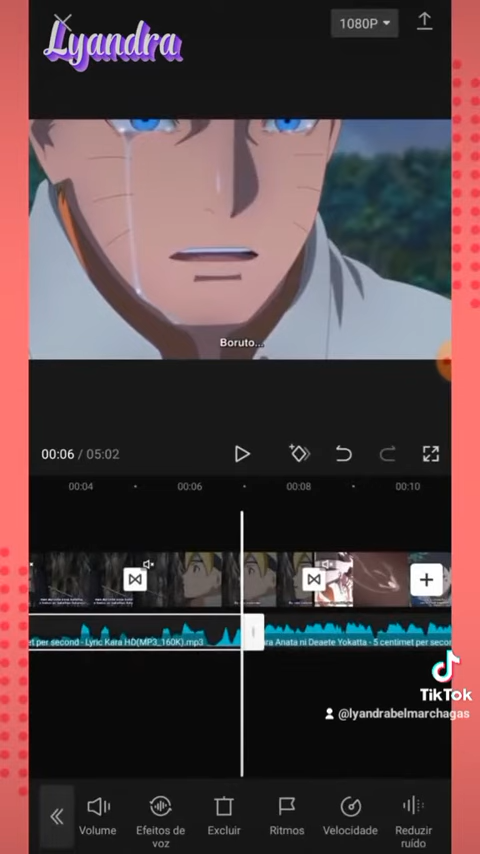 Lyandra
1080P
Boruto...
00:06 / 05:02
00:04
00:06
00:08
00:10
et per second - Lyric Kara HD(MP3_160K).mp3
ra Anata ni Deaete Yokatta - 5 centimet per seco
TikTok
@lyandrabelmarchagas
Volume
Efeitos de
voz
Excluir
Ritmos
Velocidade
Reduzir
ruído